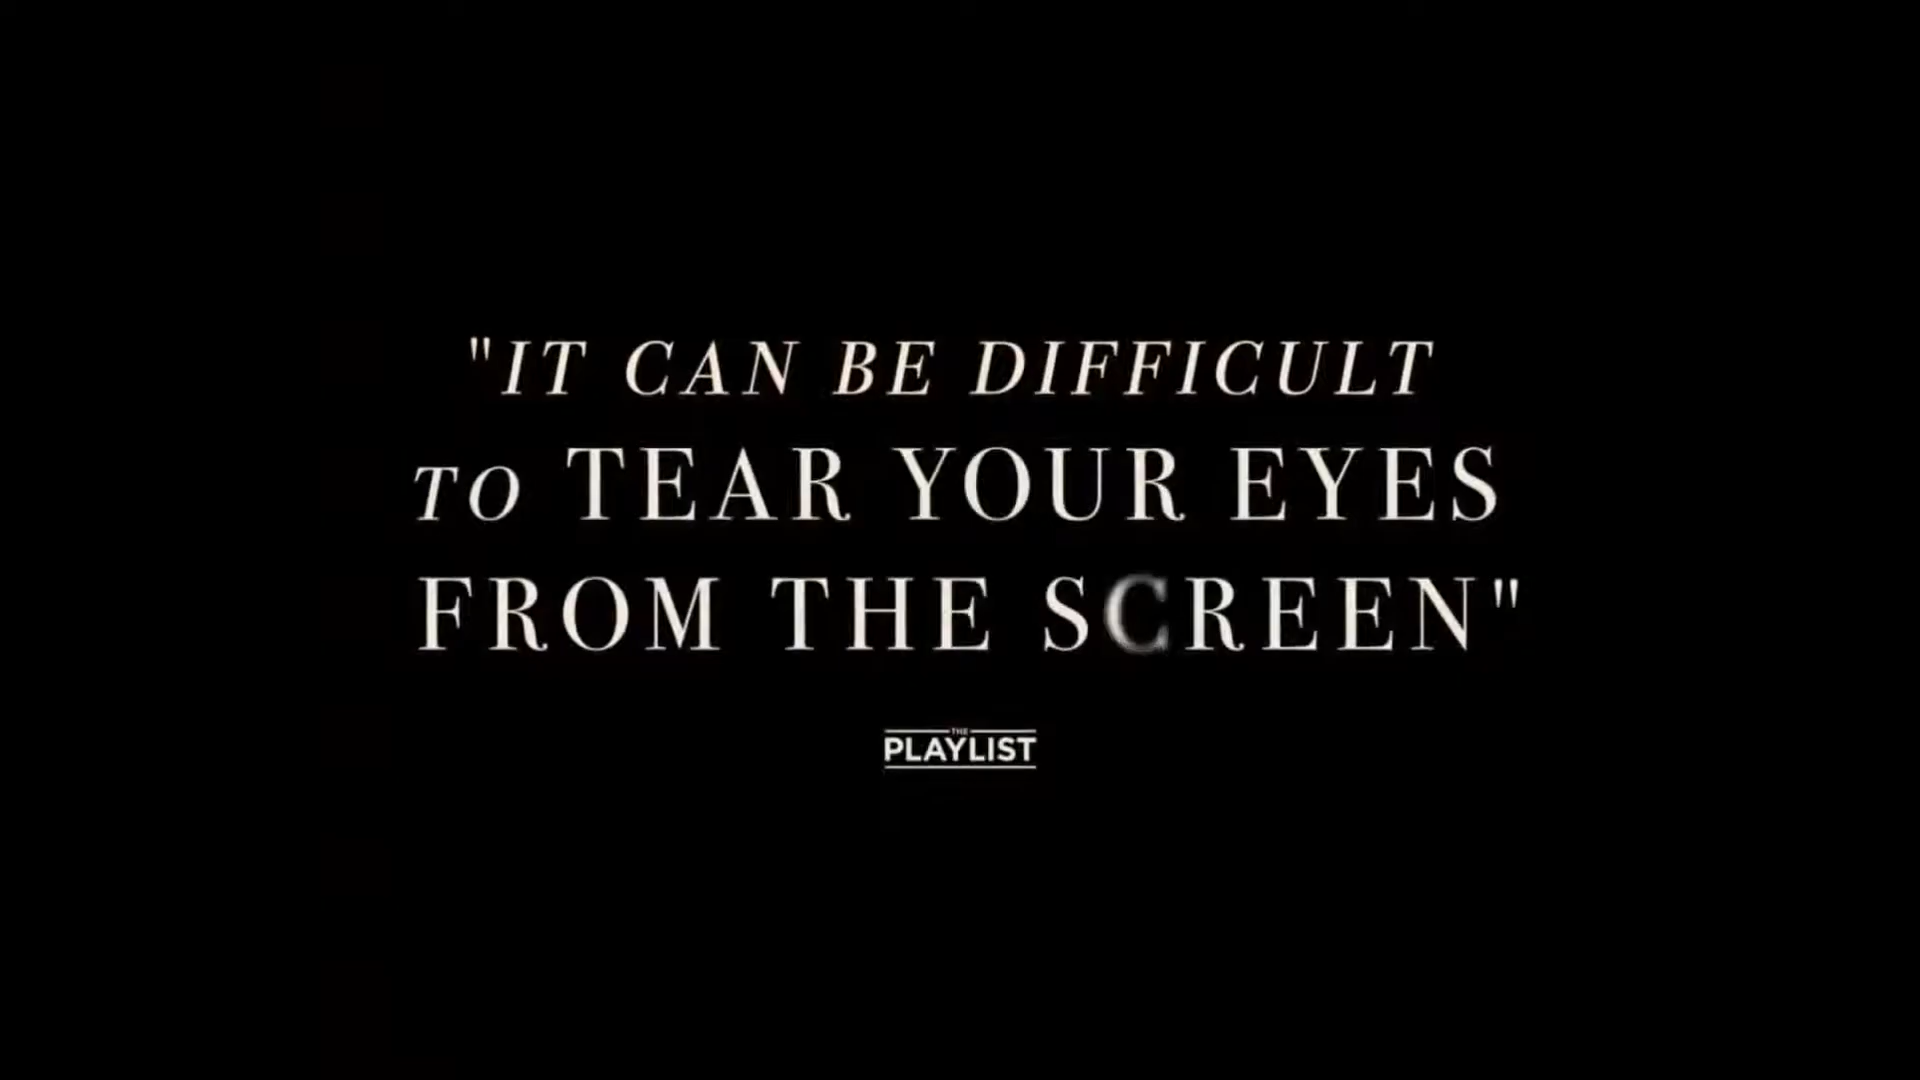 "IT CAN BE DIFFICULT
TO TEAR YOUR EYES
FROM THE SCREEN"
THE
PLAYLIST